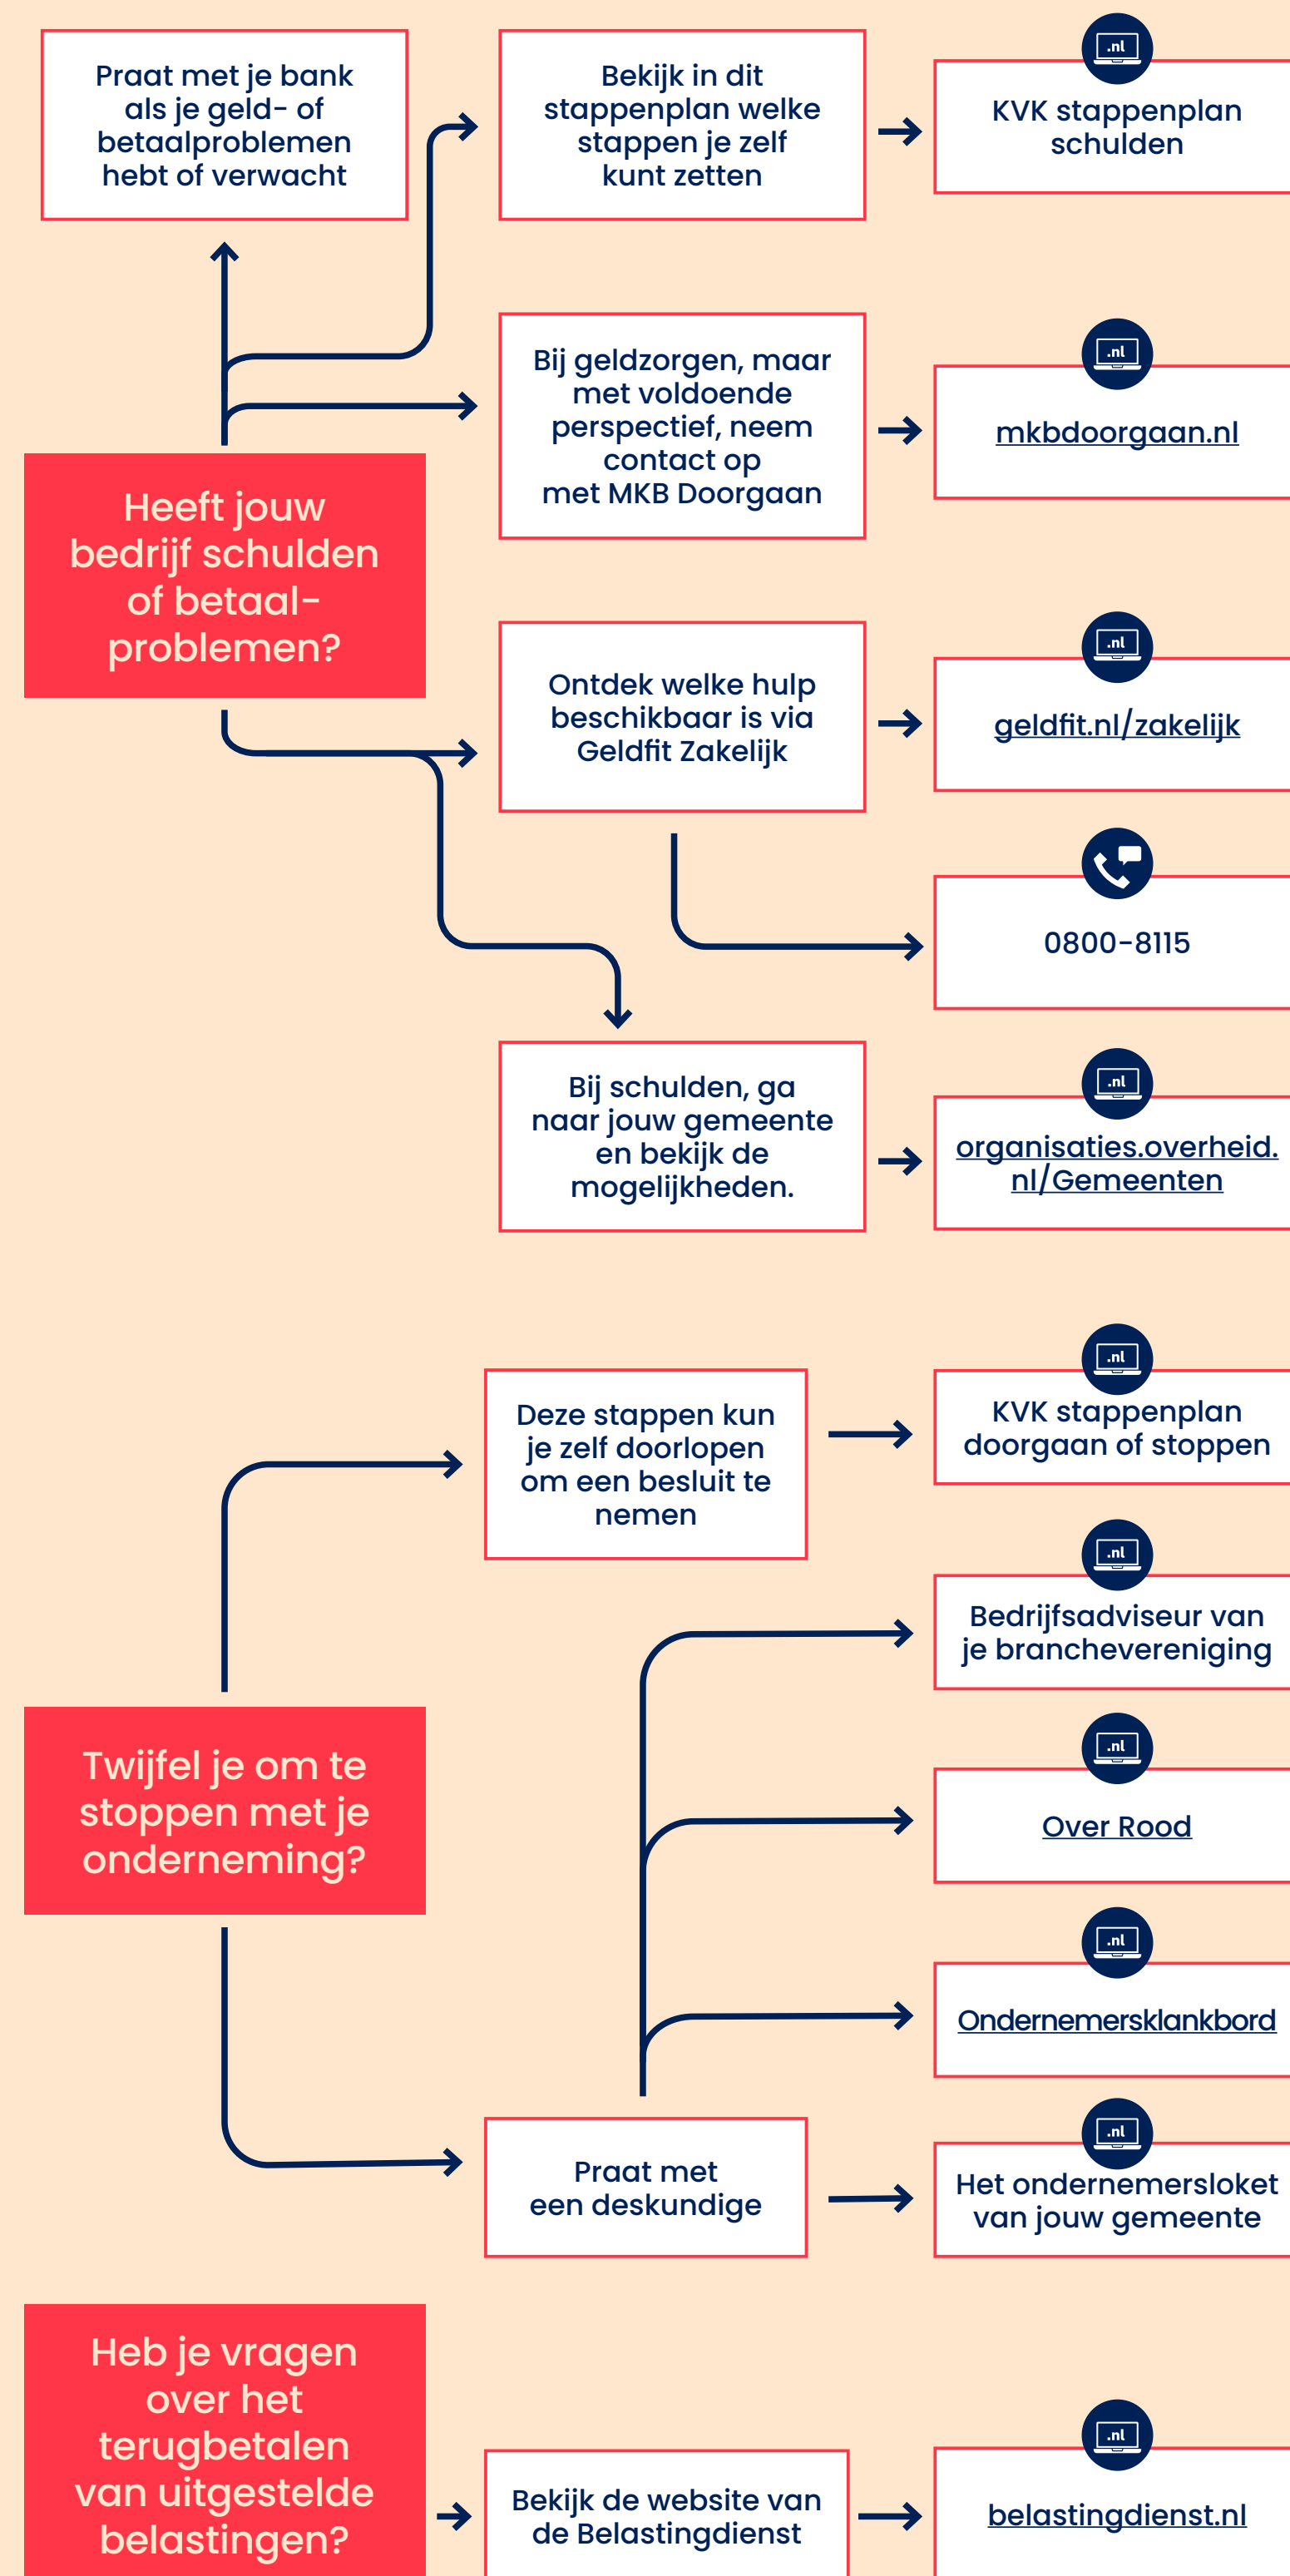 Praat met je bank
als je geld- of
betaalproblemen
hebt of verwacht
Bekijk in dit
stappenplan welke
stappen je zelf
kunt zetten
.nl
KVK stappenplan
schulden
Bij geldzorgen, maar
met voldoende
perspectief, neem
contact op
met MKB Doorgaan
.nl
mkbdoorgaan.nl
Heeft jouw
bedrijf schulden
of betaal-
problemen?
Ontdek welke hulp
beschikbaar is via
Geldfit Zakelijk
.nl
geldfit.nl/zakelijk
0800-8115
Bij schulden, ga
naar jouw gemeente
en bekijk de
mogelijkheden.
.nl
organisaties.overheid.
nl/Gemeenten
Deze stappen kun
je zelf doorlopen
om een besluit te
nemen
.nl
KVK stappenplan
doorgaan of stoppen
.nl
Bedrijfsadviseur van
je branchevereniging
Twijfel je om te
stoppen met je
onderneming?
.nl
Over Rood
.nl
Ondernemersklankbord
Praat met
een deskundige
.nl
Het ondernemersloket
van jouw gemeente
Heb je vragen
over het
terugbetalen
van uitgestelde
belastingen?
Bekijk de website van
de Belastingdienst
.nl
belastingdienst.nl